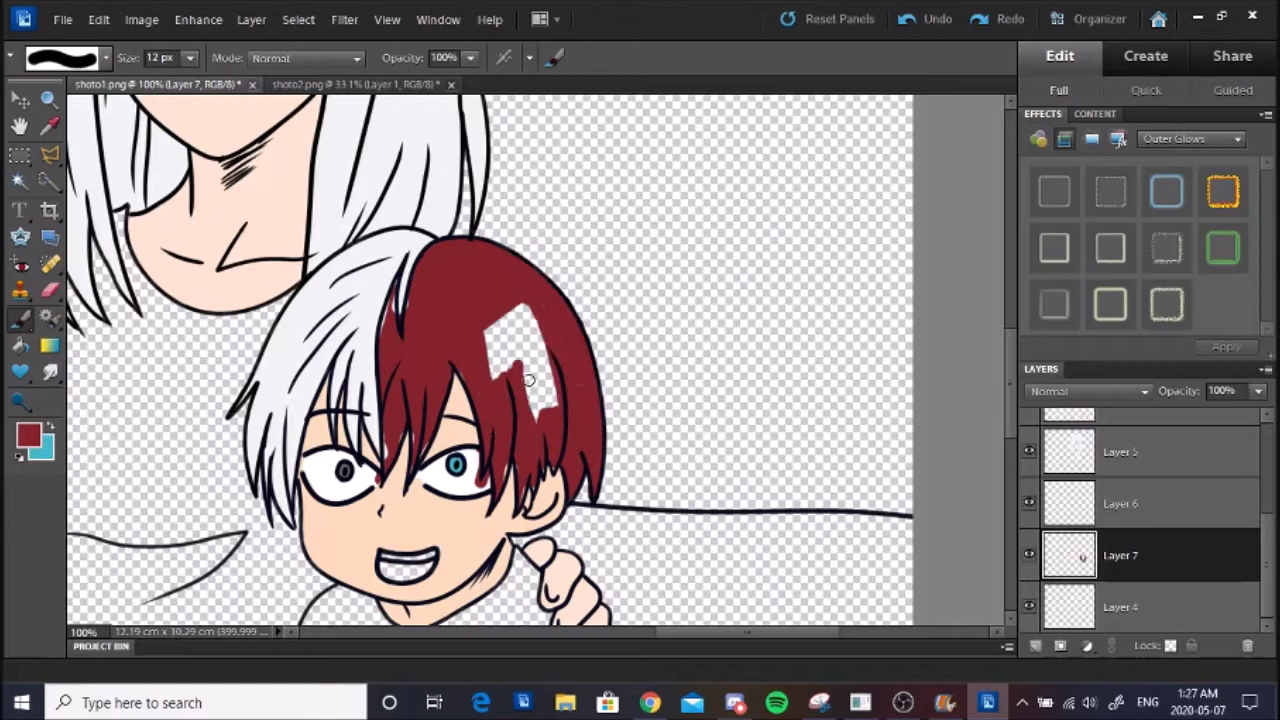 File Edit Image Enhance Layer Select Filter View Window Help Reset Panels Undo Redo Organizer
Size: 12 px Mode: Normal Opacity: 100%
Edit Create Share
shoto1.png @ 100% (Layer 7, RGB/8) * shoto2.png @ 33.1% (Layer 1, RGB/8) *
Full Quick Guided
EFFECTS CONTENT
Outer Glows
Apply
LAYERS
Normal Opacity: 100%
Layer 5
Layer 6
Layer 7
Layer 4
100% 12.19 cm x 10.29 cm (399.999 ...
PROJECT BIN
Lock:
Type here to search
ENG
1:27 AM
2020-05-07